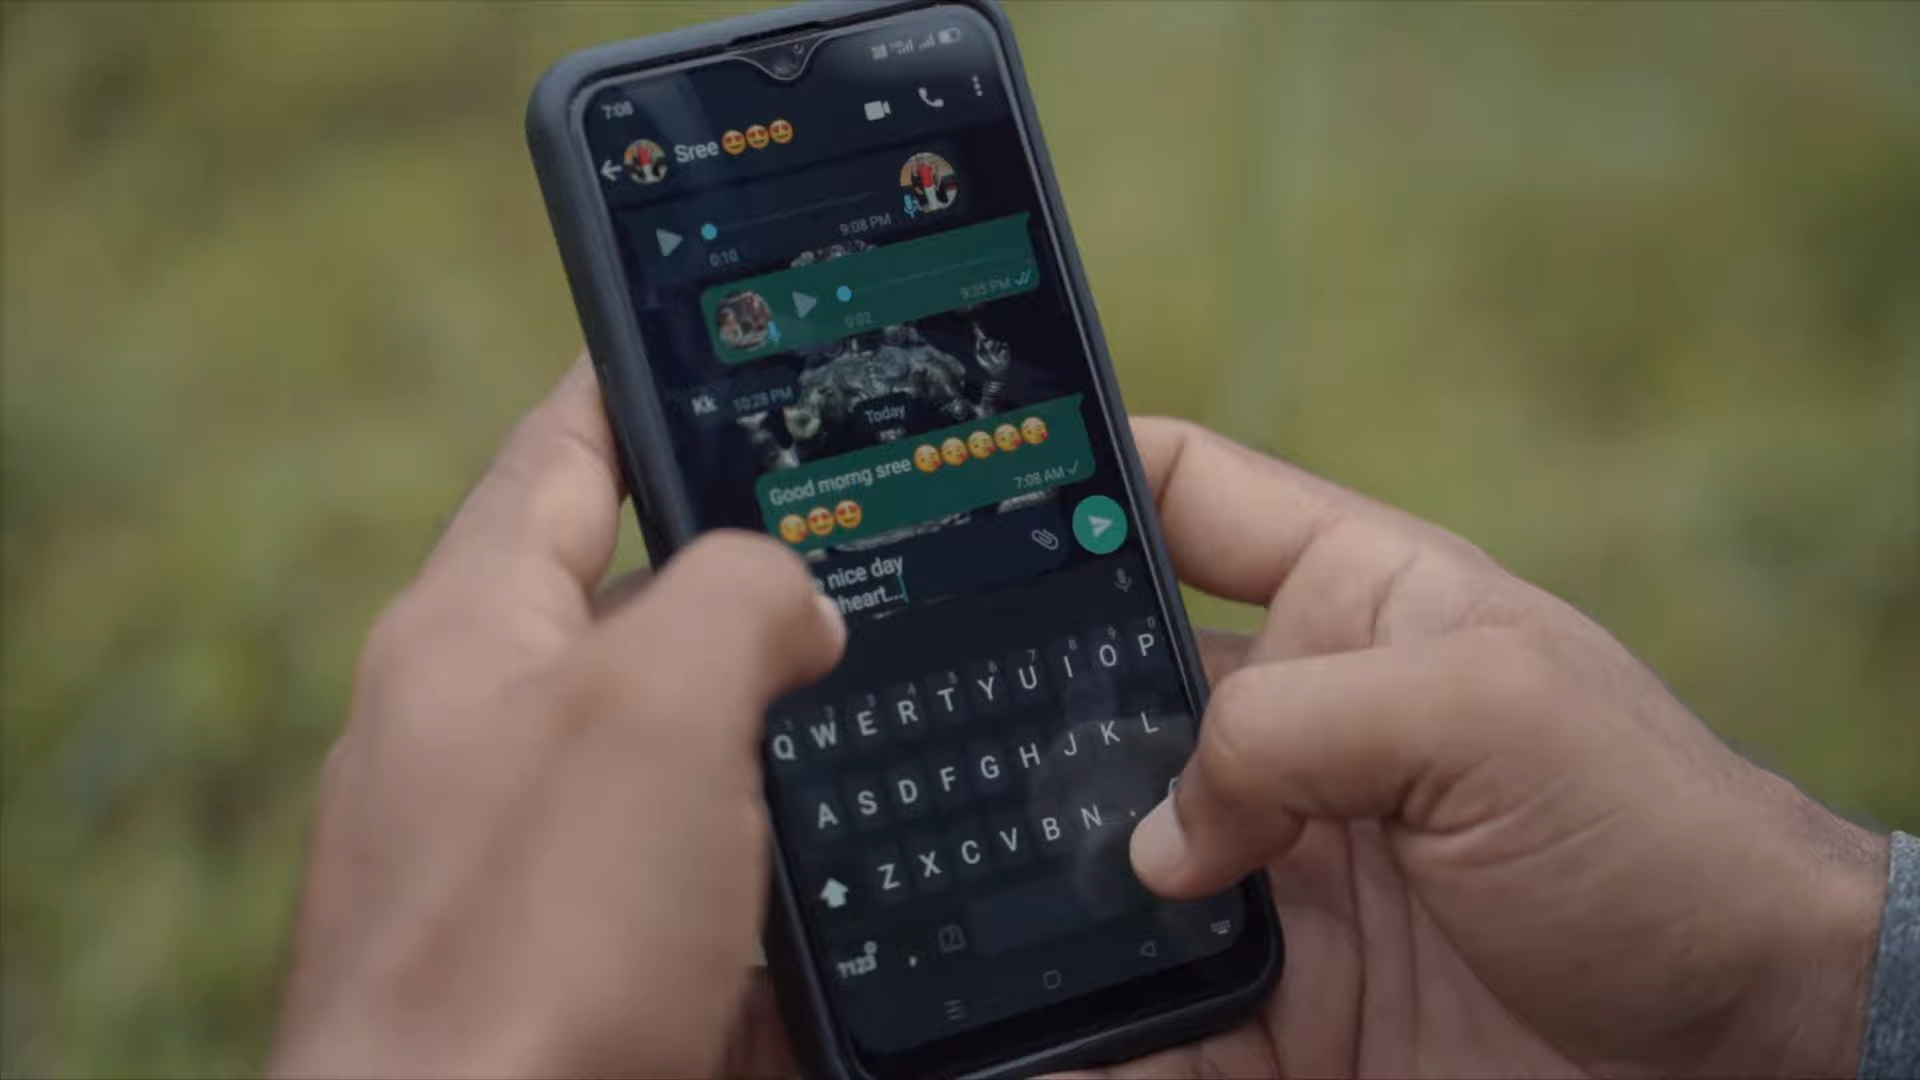 7:08
Sree 😍😍😍
9:08 PM
0:10
9:35 PM
0:02
Kk 10:28 PM
Today
Good morng sree 😘😘😘😘😘
😘😍😍
7:08 AM
nice day
heart...
Q W E R T Y U I O P
A S D F G H J K L
Z X C V B N
?123 ,